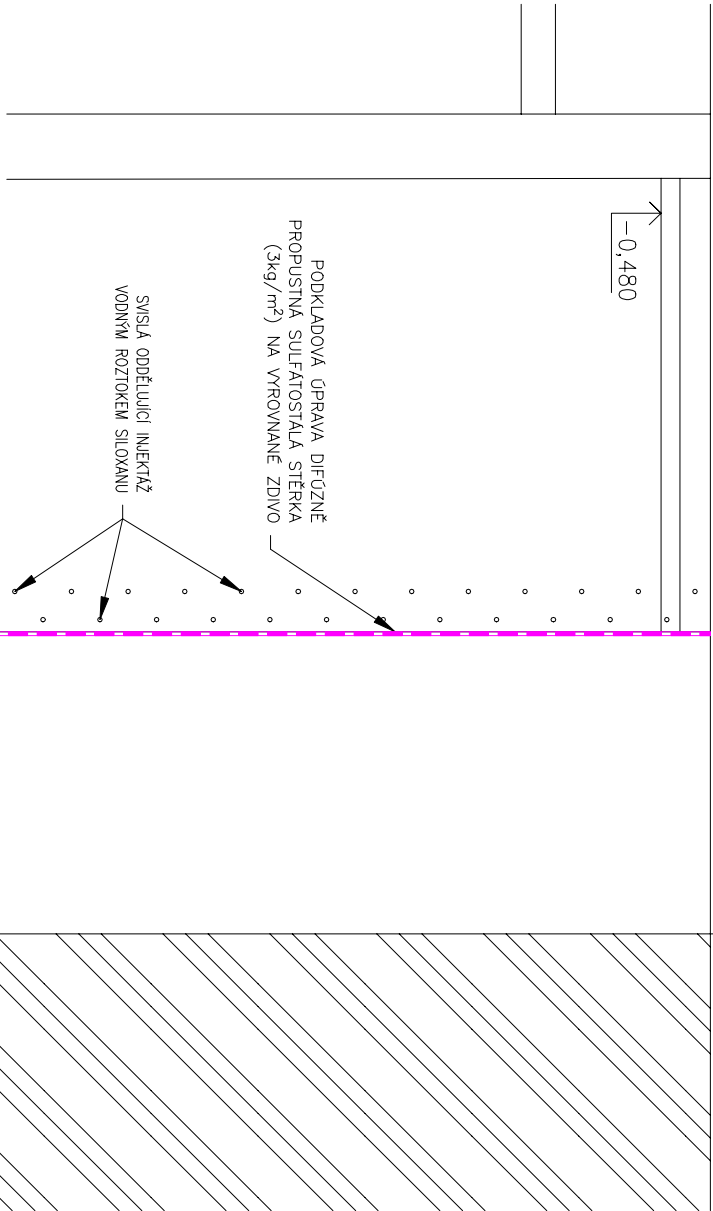 -0,480
PODKLADOVÁ ÚPRAVA DIFÚZNĚ
PROPUSTNÁ SULFÁTOSTÁLÁ STĚRKA
(3kg/m²) NA VYROVNANÉ ZDIVO
SVISLÁ ODDĚLUJÍCÍ INJEKTÁŽ
VODNÝM ROZTOKEM SILOXANU